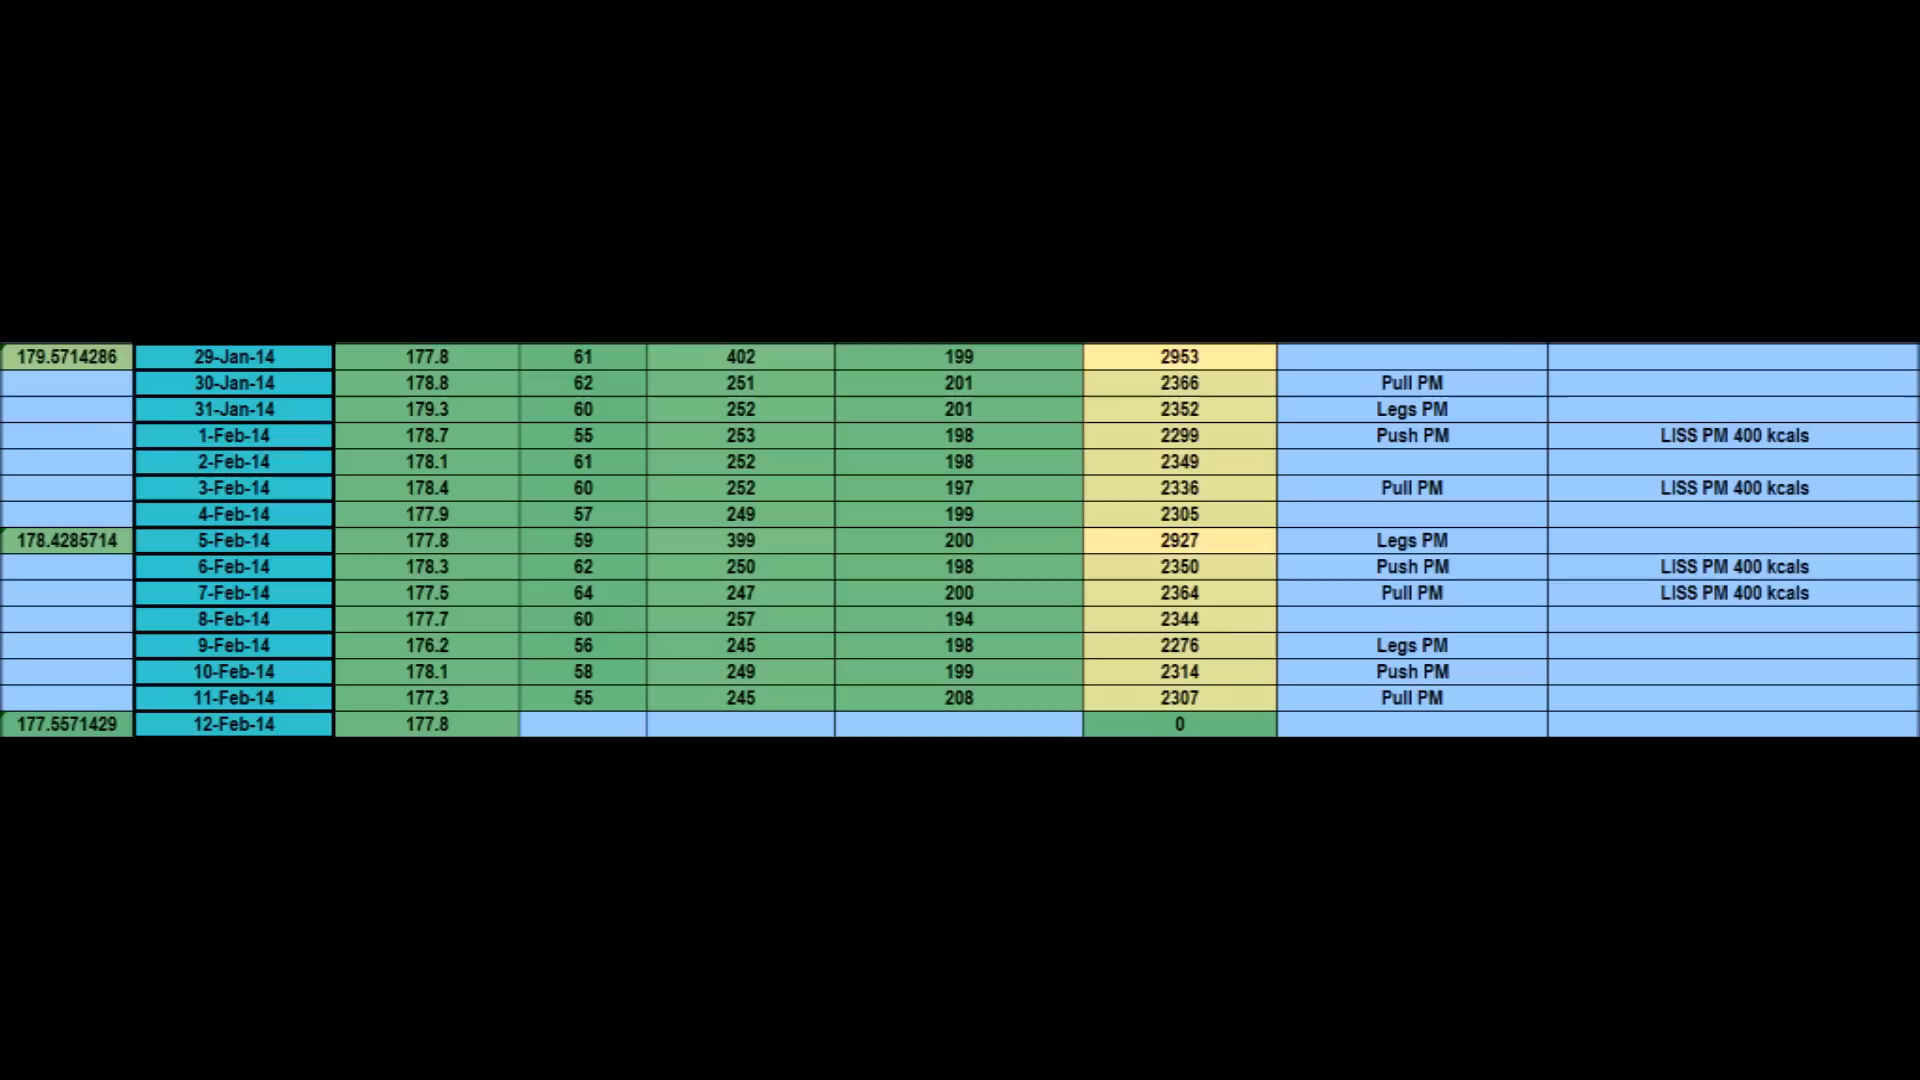 179.5714286 29-Jan-14 177.8 61 402 199 2953
30-Jan-14 178.8 62 251 201 2366 Pull PM
31-Jan-14 179.3 60 252 201 2352 Legs PM
1-Feb-14 178.7 55 253 198 2299 Push PM LISS PM 400 kcals
2-Feb-14 178.1 61 252 198 2349
3-Feb-14 178.4 60 252 197 2336 Pull PM LISS PM 400 kcals
4-Feb-14 177.9 57 249 199 2305
178.4285714 5-Feb-14 177.8 59 399 200 2927 Legs PM
6-Feb-14 178.3 62 250 198 2350 Push PM LISS PM 400 kcals
7-Feb-14 177.5 64 247 200 2364 Pull PM LISS PM 400 kcals
8-Feb-14 177.7 60 257 194 2344
9-Feb-14 176.2 56 245 198 2276 Legs PM
10-Feb-14 178.1 58 249 199 2314 Push PM
11-Feb-14 177.3 55 245 208 2307 Pull PM
177.5571429 12-Feb-14 177.8 0